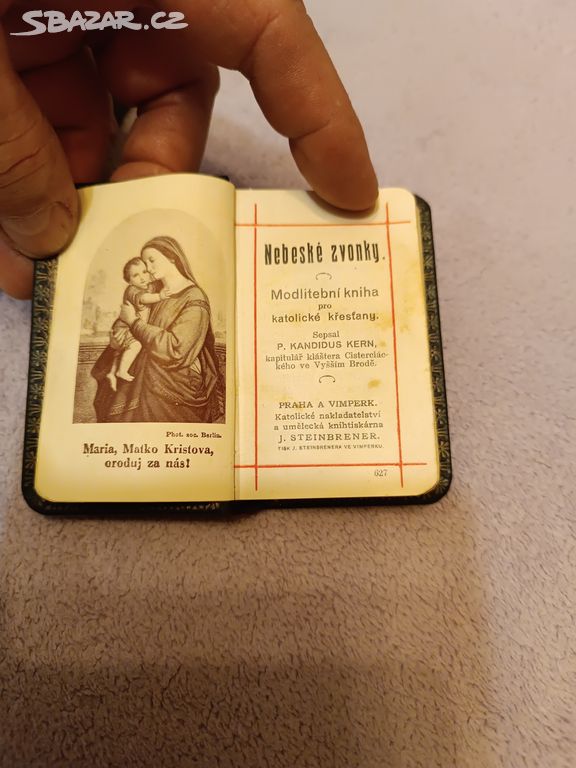 SBAZAR.CZ
Phot. soc. Berlin.
Maria, Matko Kristova,
oroduj za nás!
Nebeské zvonky.
Modlitební kniha
pro
katolické křesťany.
Sepsal
P. KANDIDUS KERN,
kapitulář kláštera Cisterciác-
kého ve Vyšším Brodě.
PRAHA A VIMPERK.
Katolické nakladatelství
a umělecká knihtiskárna
J. STEINBRENER.
TISK J. STEINBRENERA VE VIMPERKU.
627